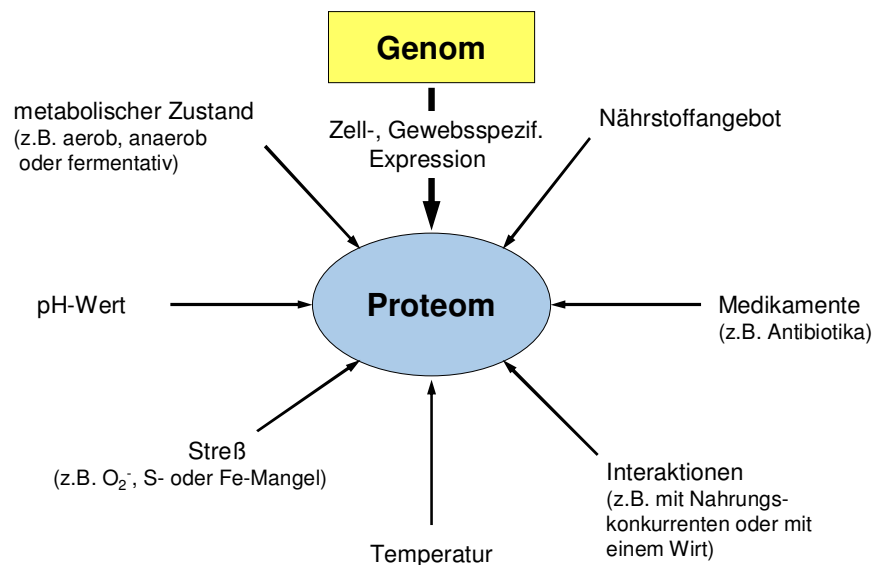 Genom
metabolischer Zustand
(z.B. aerob, anaerob
oder fermentativ)
Zell-, Gewebsspezif.
Expression
Nährstoffangebot
pH-Wert
Proteom
Medikamente
(z.B. Antibiotika)
Streß
(z.B. O₂⁻, S- oder Fe-Mangel)
Temperatur
Interaktionen
(z.B. mit Nahrungs-
konkurrenten oder mit
einem Wirt)